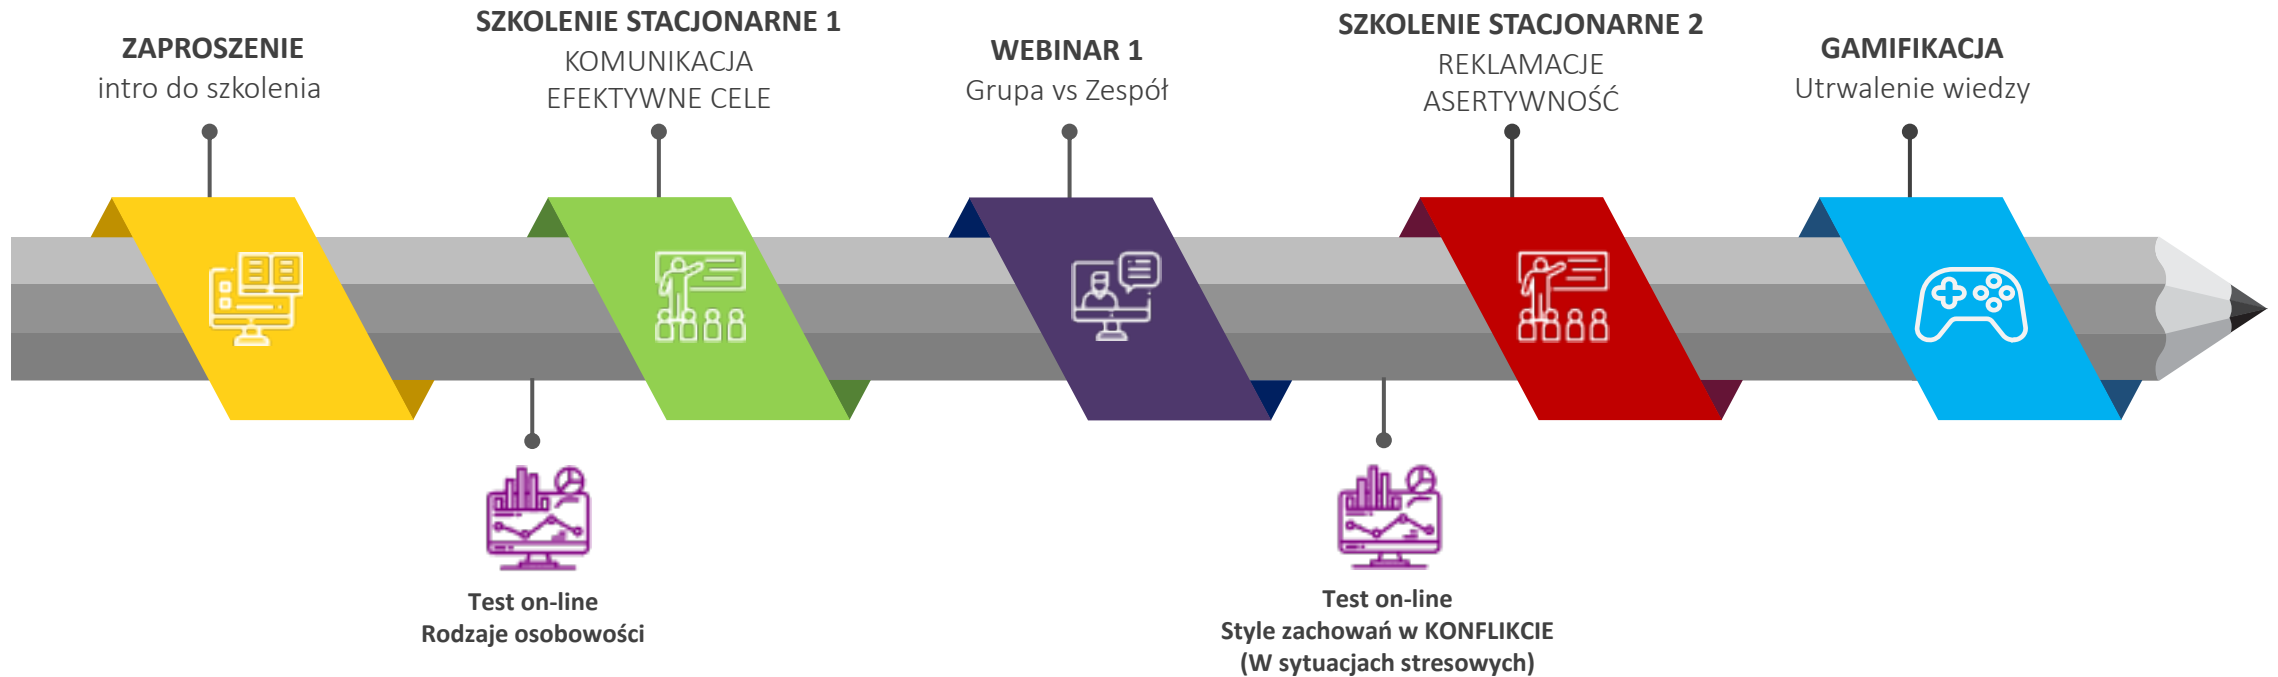 ZAPROSZENIE
intro do szkolenia
SZKOLENIE STACJONARNE 1
KOMUNIKACJA
EFEKTYWNE CELE
WEBINAR 1
Grupa vs Zespół
SZKOLENIE STACJONARNE 2
REKLAMACJE
ASERTYWNOŚĆ
GAMIFIKACJA
Utrwalenie wiedzy
Test on-line
Rodzaje osobowości
Test on-line
Style zachowań w KONFLIKCIE
(W sytuacjach stresowych)